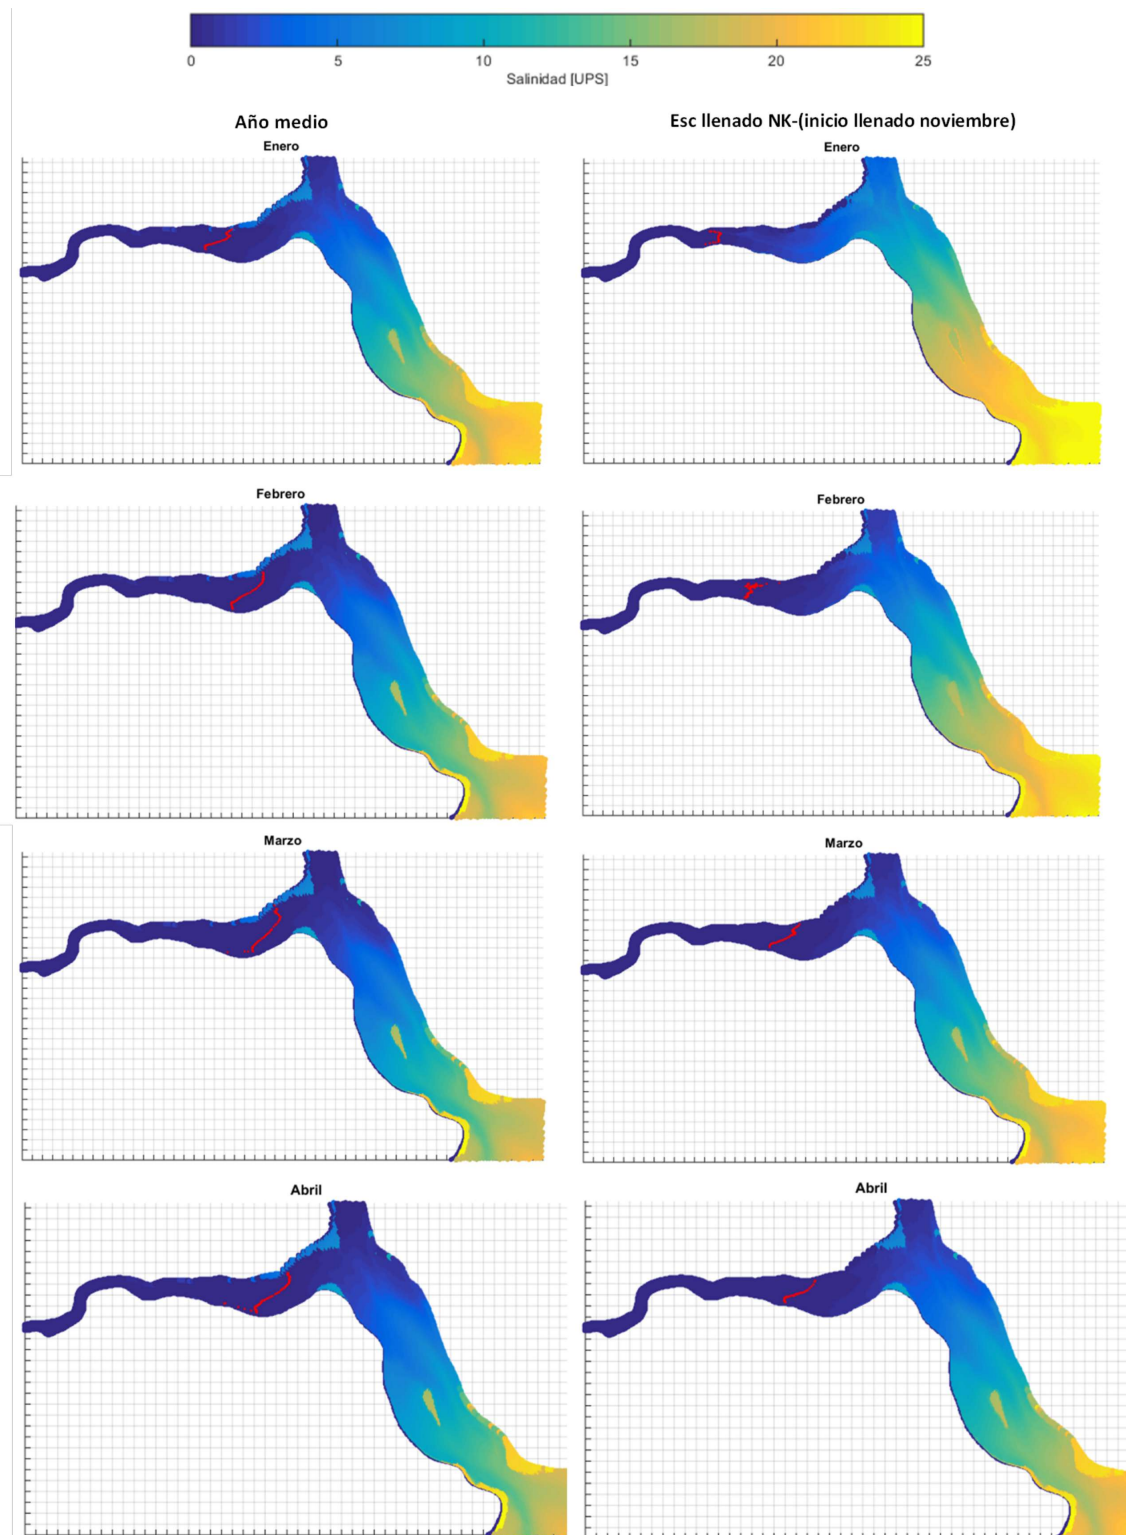 0 5 10 15 20 25
Salinidad [UPS]
Año medio Esc llenado NK-(inicio llenado noviembre)
Enero Enero
Febrero Febrero
Marzo Marzo
Abril Abril